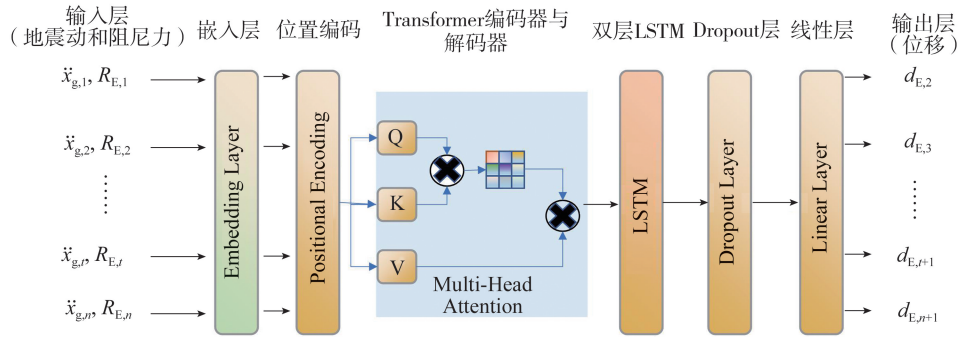 输入层
（地震动和阻尼力）
嵌入层
位置编码
Transformer编码器与
解码器
双层LSTM
Dropout层
线性层
输出层
（位移）
ẍg,1, RE,1
ẍg,2, RE,2
······
ẍg,t, RE,t
ẍg,n, RE,n
Embedding Layer
Positional Encoding
Q
K
V
Multi-Head
Attention
LSTM
Dropout Layer
Linear Layer
dE,2
dE,3
······
dE,t+1
dE,n+1